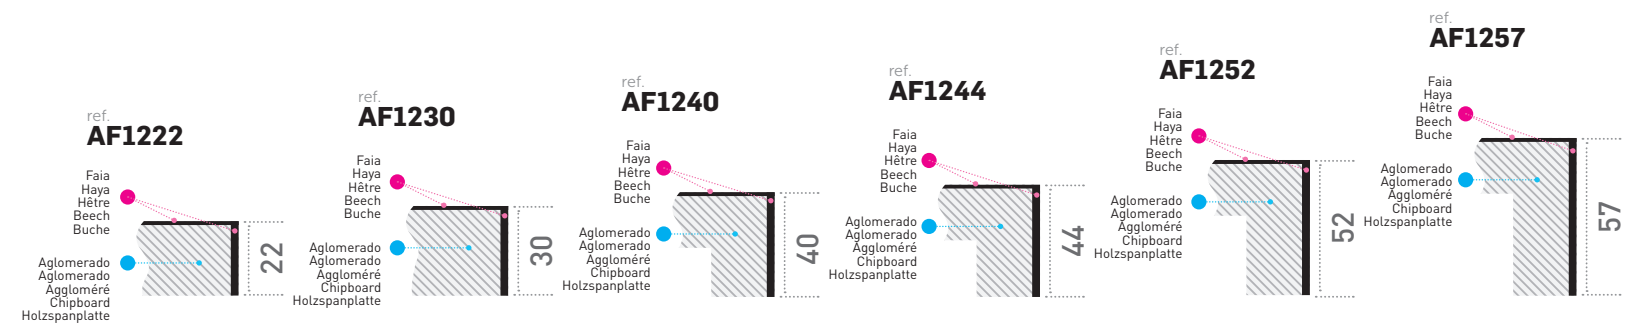 ref.
AF1222
Faia
Haya
Hêtre
Beech
Buche
Aglomerado
Aglomerado
Aggloméré
Chipboard
Holzspanplatte
22
ref.
AF1230
Faia
Haya
Hêtre
Beech
Buche
Aglomerado
Aglomerado
Aggloméré
Chipboard
Holzspanplatte
30
ref.
AF1240
Faia
Haya
Hêtre
Beech
Buche
Aglomerado
Aglomerado
Aggloméré
Chipboard
Holzspanplatte
40
ref.
AF1244
Faia
Haya
Hêtre
Beech
Buche
Aglomerado
Aglomerado
Aggloméré
Chipboard
Holzspanplatte
44
ref.
AF1252
Faia
Haya
Hêtre
Beech
Buche
Aglomerado
Aglomerado
Aggloméré
Chipboard
Holzspanplatte
52
ref.
AF1257
Faia
Haya
Hêtre
Beech
Buche
Aglomerado
Aglomerado
Aggloméré
Chipboard
Holzspanplatte
57